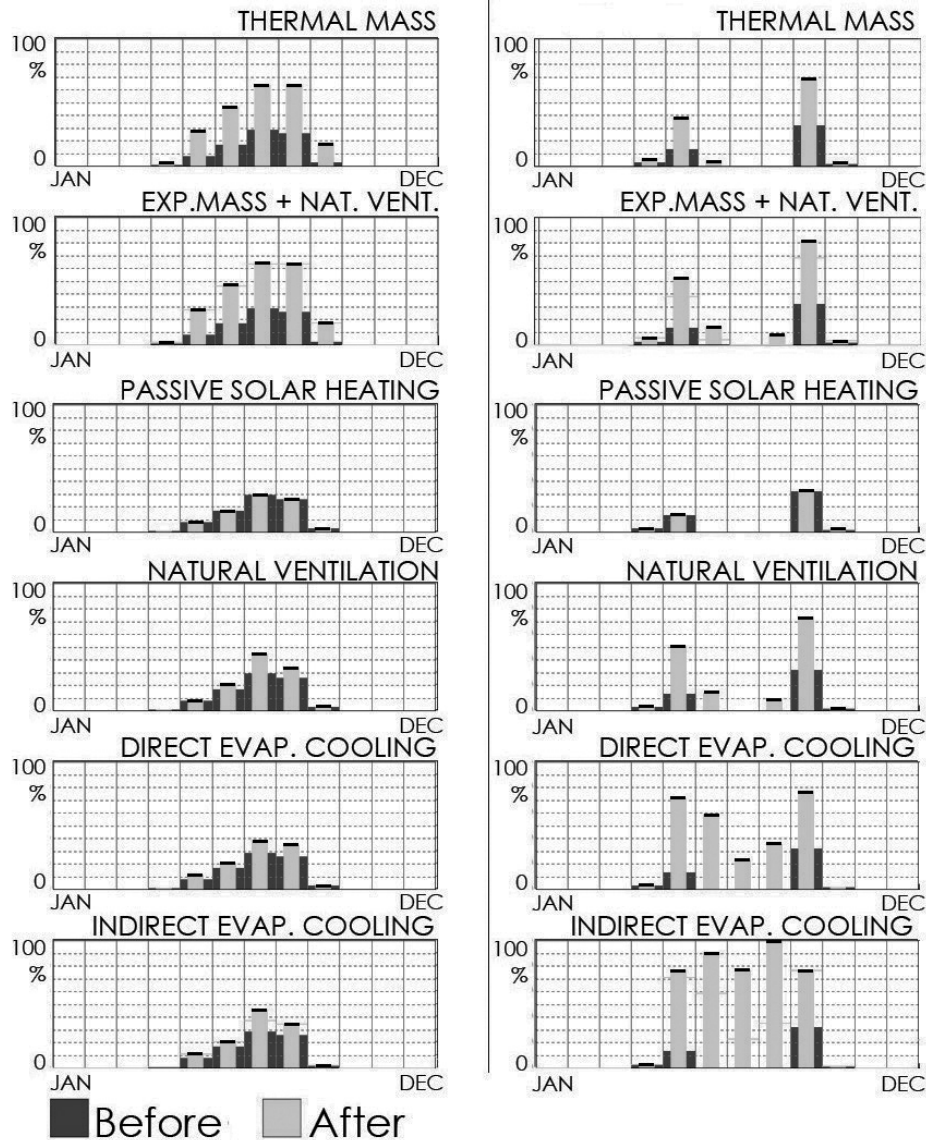 THERMAL MASS
100
%
0
JAN DEC
EXP.MASS + NAT. VENT.
100
%
0
JAN DEC
PASSIVE SOLAR HEATING
100
%
0
JAN DEC
NATURAL VENTILATION
100
%
0
JAN DEC
DIRECT EVAP. COOLING
100
%
0
JAN DEC
INDIRECT EVAP. COOLING
100
%
0
JAN DEC
THERMAL MASS
100
%
0
JAN DEC
EXP.MASS + NAT. VENT.
100
%
0
JAN DEC
PASSIVE SOLAR HEATING
100
%
0
JAN DEC
NATURAL VENTILATION
100
%
0
JAN DEC
DIRECT EVAP. COOLING
100
%
0
JAN DEC
INDIRECT EVAP. COOLING
100
%
0
JAN DEC
Before After